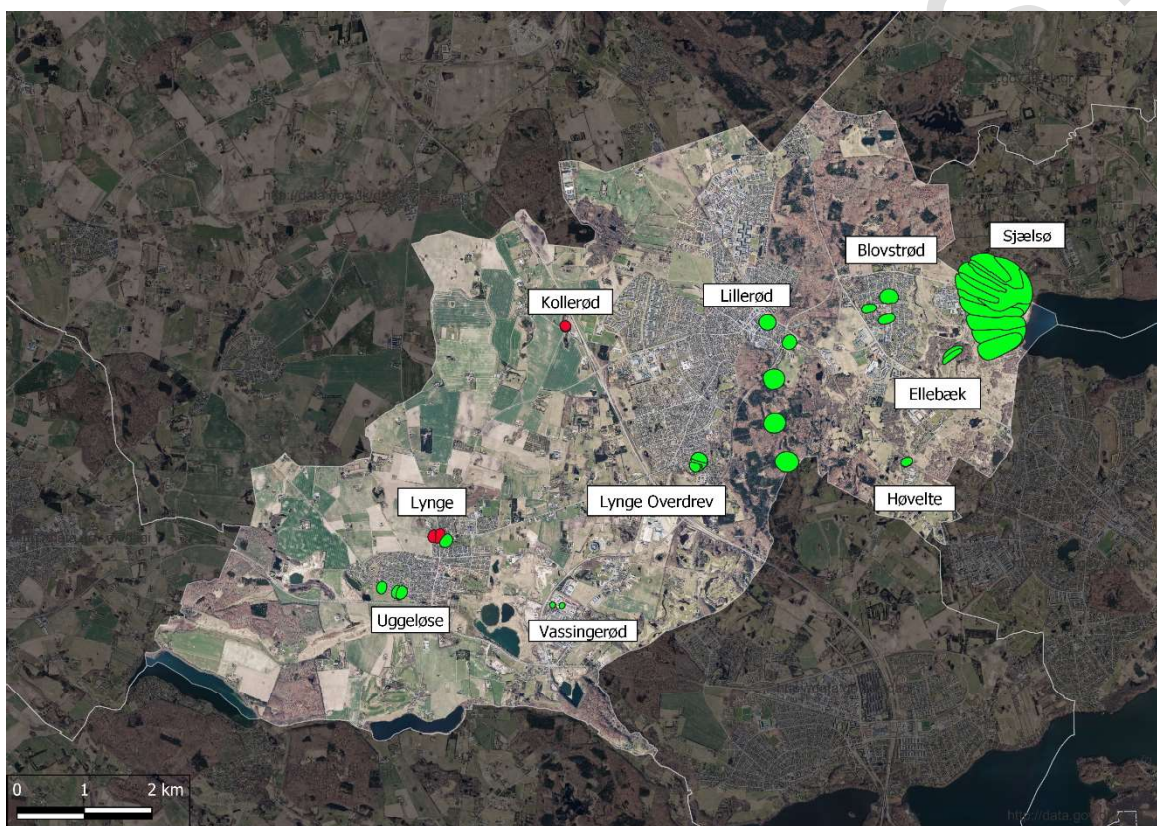 Sjælsø
Blovstrød
Kollerød
Lillerød
Ellebæk
Lynge
Lynge Overdrev
Høvelte
Uggeløse
Vassingerød
0 1 2 km